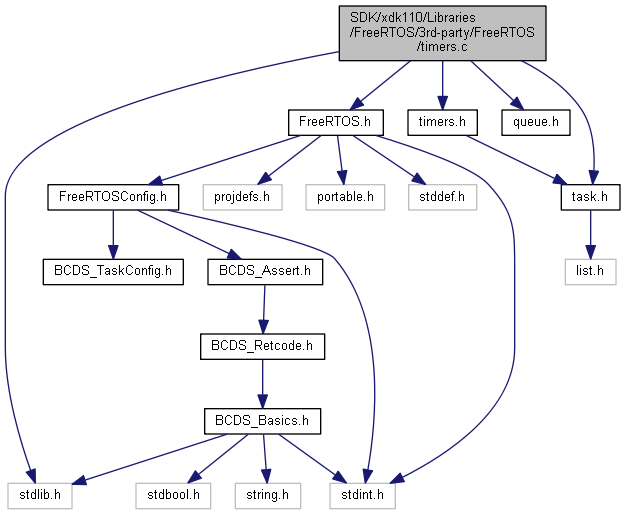 SDK/xdk110/Libraries
/FreeRTOS/3rd-party/FreeRTOS
/timers.c
FreeRTOS.h
timers.h
queue.h
FreeRTOSConfig.h
projdefs.h
portable.h
stddef.h
task.h
BCDS_TaskConfig.h
BCDS_Assert.h
list.h
BCDS_Retcode.h
BCDS_Basics.h
stdlib.h
stdbool.h
string.h
stdint.h